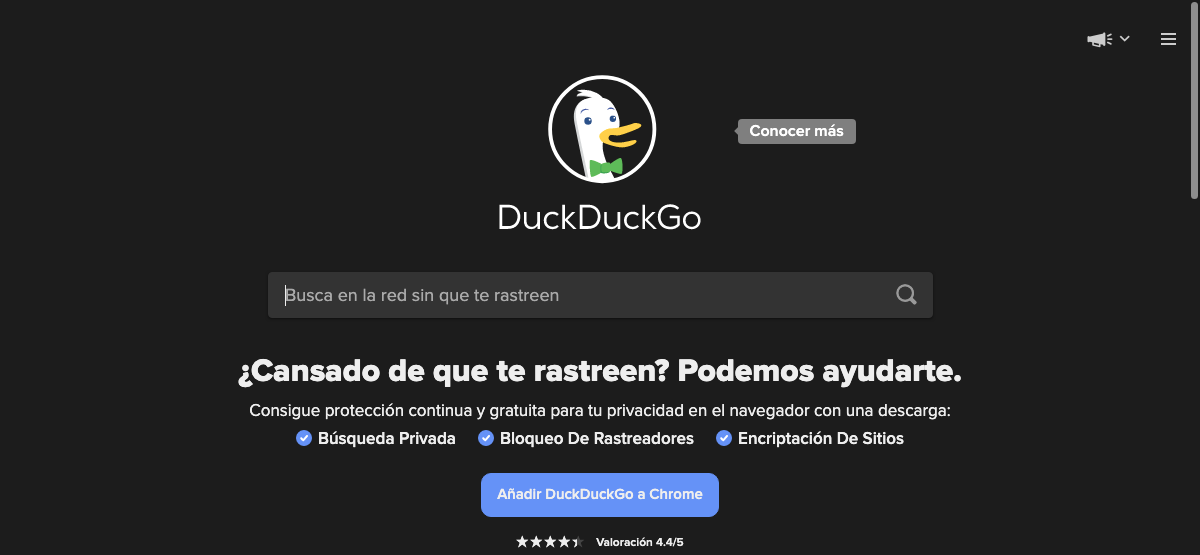 Conocer más
DuckDuckGo
Busca en la red sin que te rastreen
¿Cansado de que te rastreen? Podemos ayudarte.
Consigue protección continua y gratuita para tu privacidad en el navegador con una descarga:
Búsqueda Privada Bloqueo De Rastreadores Encriptación De Sitios
Añadir DuckDuckGo a Chrome
Valoración 4.4/5